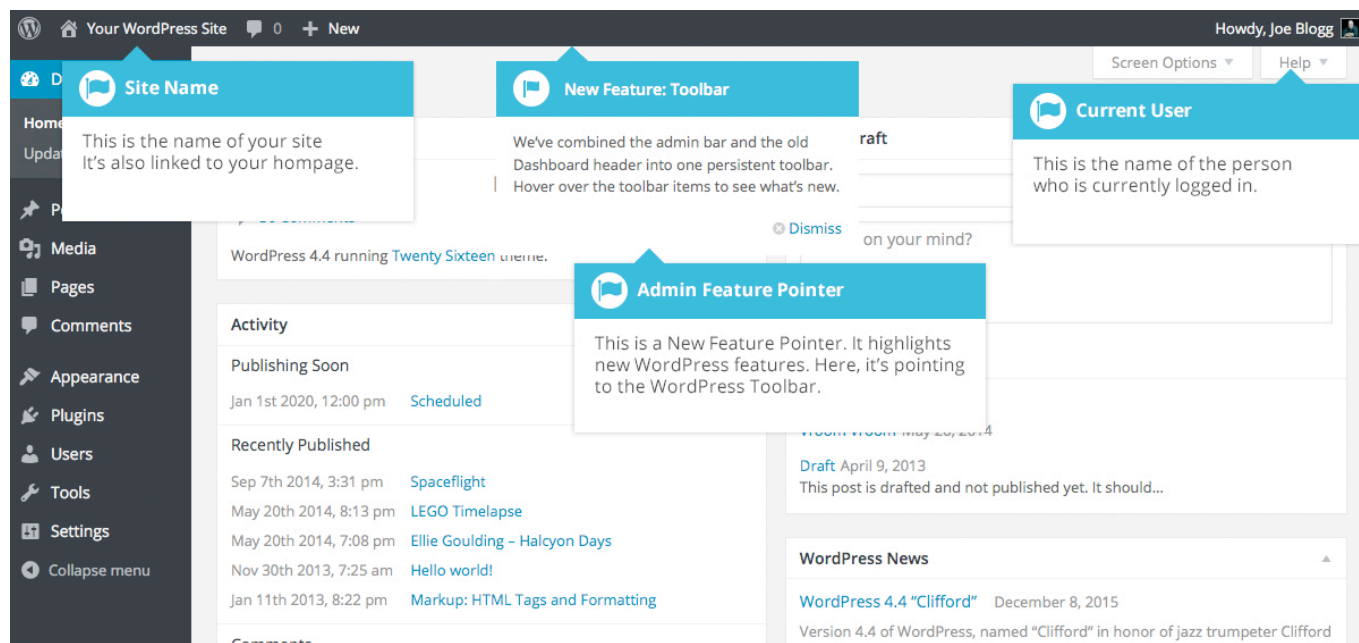 Your WordPress Site 0 + New Howdy, Joe Blogg
Screen Options Help
Site Name
This is the name of your site
It's also linked to your hompage.
New Feature: Toolbar
We've combined the admin bar and the old
Dashboard header into one persistent toolbar.
Hover over the toolbar items to see what's new.
Dismiss
Current User
This is the name of the person
who is currently logged in.
Admin Feature Pointer
This is a New Feature Pointer. It highlights
new WordPress features. Here, it's pointing
to the WordPress Toolbar.
Media
Pages
Comments
Appearance
Plugins
Users
Tools
Settings
Collapse menu
WordPress 4.4 running Twenty Sixteen theme.
Activity
Publishing Soon
Jan 1st 2020, 12:00 pm Scheduled
Recently Published
Sep 7th 2014, 3:31 pm Spaceflight
May 20th 2014, 8:13 pm LEGO Timelapse
May 20th 2014, 7:08 pm Ellie Goulding – Halcyon Days
Nov 30th 2013, 7:25 am Hello world!
Jan 11th 2013, 8:22 pm Markup: HTML Tags and Formatting
Comments
on your mind?
Draft April 9, 2013
This post is drafted and not published yet. It should...
WordPress News
WordPress 4.4 “Clifford” December 8, 2015
Version 4.4 of WordPress, named “Clifford” in honor of jazz trumpeter Clifford